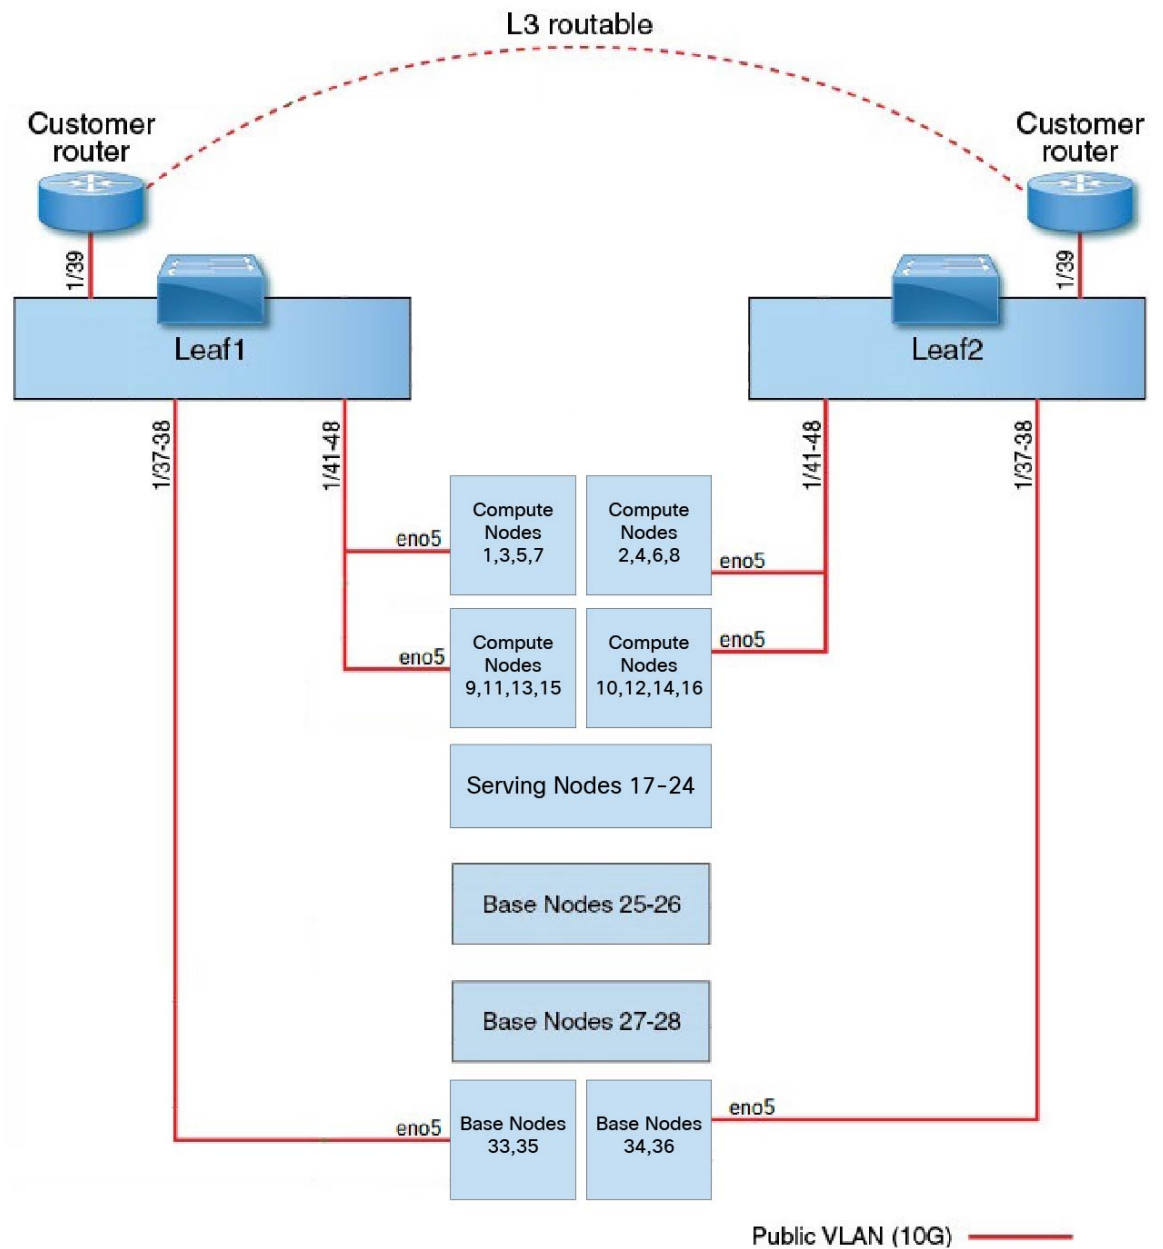 L3 routable
Customer
router
Customer
router
1/39
1/39
Leaf1
Leaf2
1/37-38
1/41-48
1/41-48
1/37-38
Compute
Nodes
1,3,5,7
Compute
Nodes
2,4,6,8
eno5
eno5
Compute
Nodes
9,11,13,15
Compute
Nodes
10,12,14,16
eno5
eno5
Serving Nodes 17-24
Base Nodes 25-26
Base Nodes 27-28
eno5
Base Nodes
33,35
Base Nodes
34,36
eno5
Public VLAN (10G)